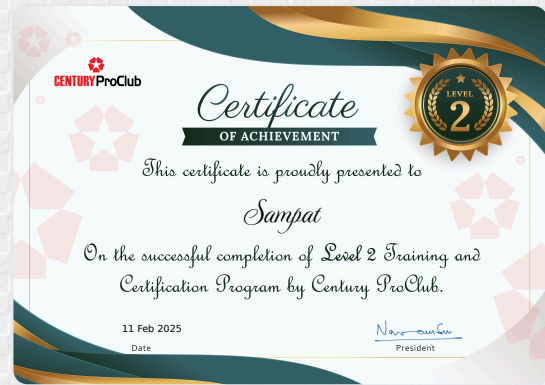 CENTURY ProClub
Certificate
OF ACHIEVEMENT
LEVEL
2
This certificate is proudly presented to
Sampat
On the successful completion of Level 2 Training and
Certification Program by Century ProClub.
11 Feb 2025
Date
President